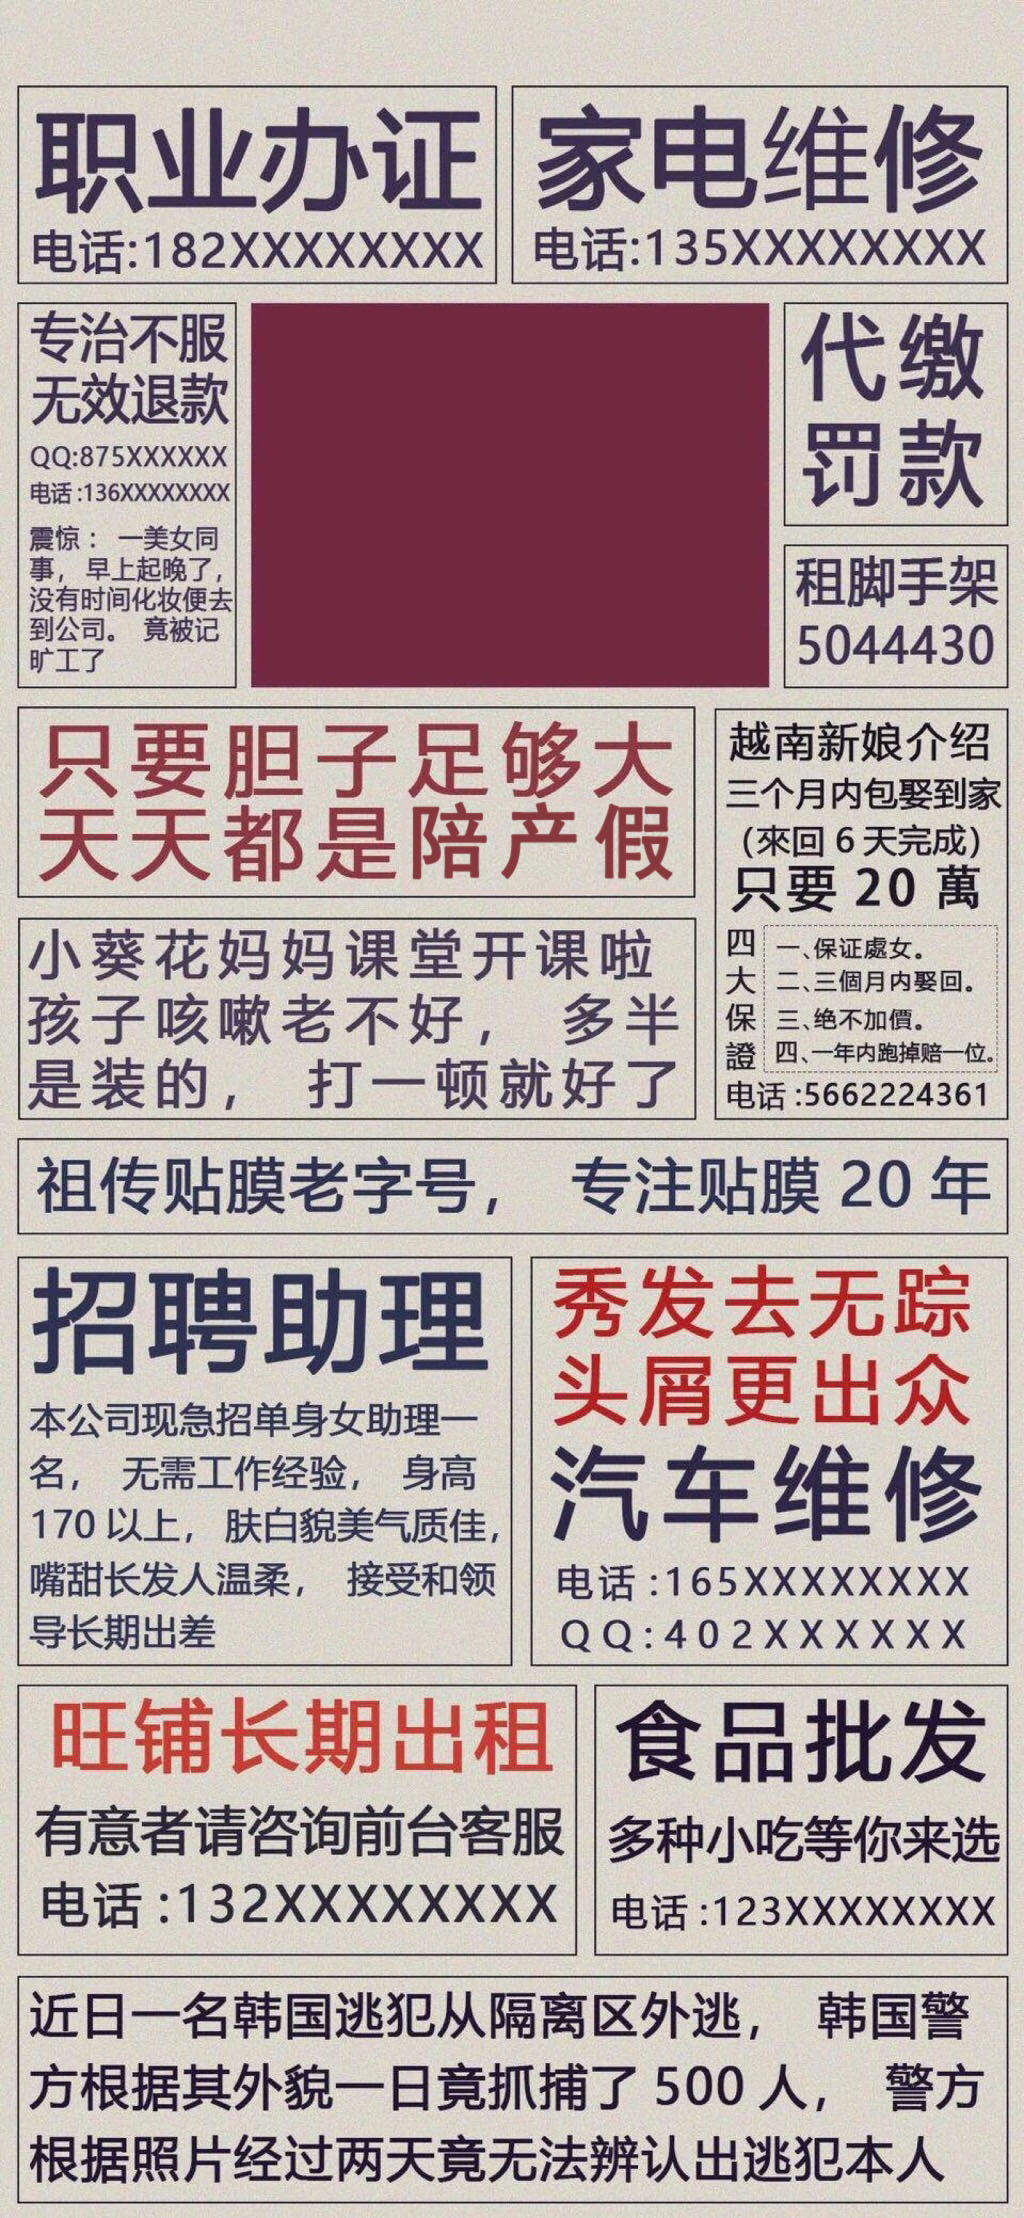 职业办证
电话:182XXXXXXXX
家电维修
电话:135XXXXXXXX
专治不服
无效退款
QQ:875XXXXXX
电话:136XXXXXXXX
震惊： 一美女同
事， 早上起晚了，
没有时间化妆便去
到公司。 竟被记
旷工了
代缴
罚款
租脚手架
5044430
只要胆子足够大
天天都是陪产假
越南新娘介绍
三个月内包娶到家
（來回 6 天完成）
只要 20 萬
四大保證
一、保证處女。
二、三個月内娶回。
三、绝不加價。
四、一年内跑掉赔一位。
电话:5662224361
小葵花妈妈课堂开课啦
孩子咳嗽老不好， 多半
是装的， 打一顿就好了
祖传贴膜老字号， 专注贴膜 20 年
招聘助理
本公司现急招单身女助理一
名， 无需工作经验， 身高
170 以上， 肤白貌美气质佳，
嘴甜长发人温柔， 接受和领
导长期出差
秀发去无踪
头屑更出众
汽车维修
电话:165XXXXXXXX
QQ:402XXXXXX
旺铺长期出租
有意者请咨询前台客服
电话:132XXXXXXXX
食品批发
多种小吃等你来选
电话:123XXXXXXXX
近日一名韩国逃犯从隔离区外逃， 韩国警
方根据其外貌一日竟抓捕了 500 人， 警方
根据照片经过两天竟无法辨认出逃犯本人